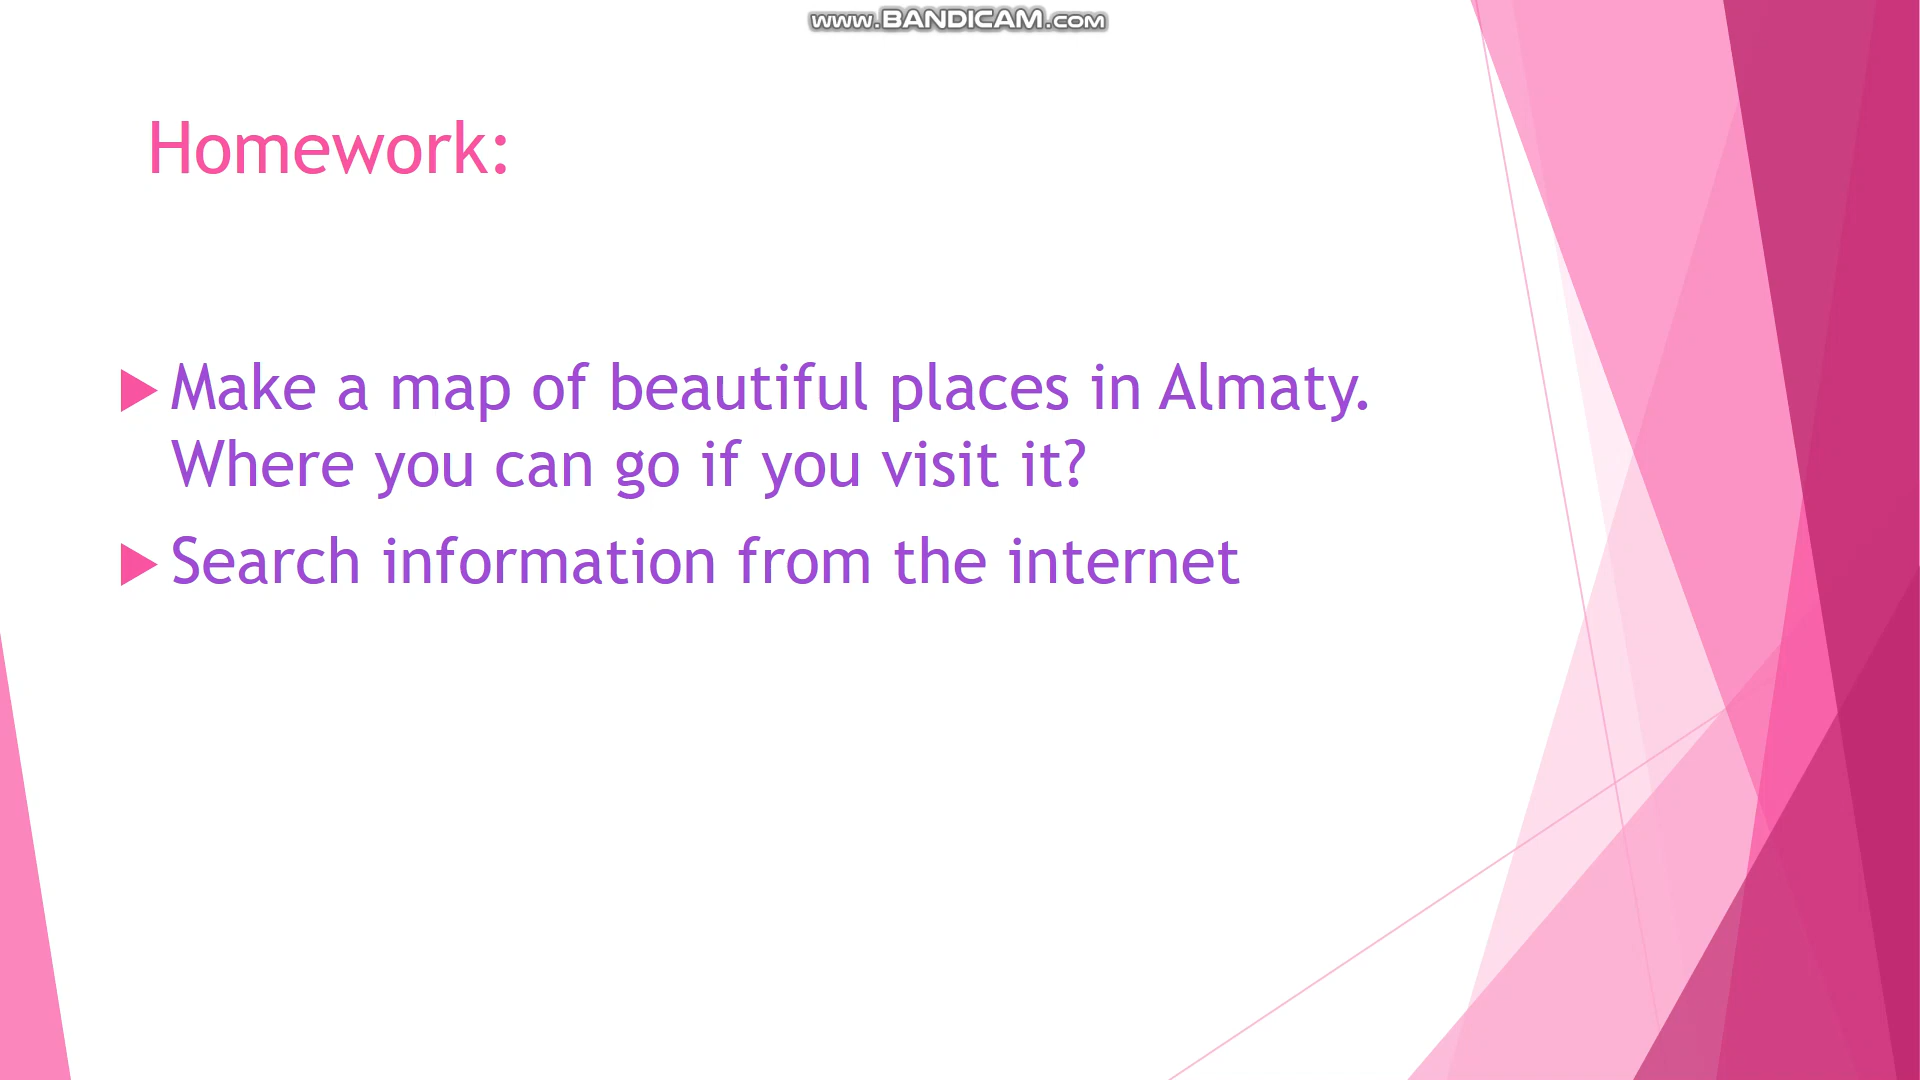 www.BANDICAM.com
Homework:
Make a map of beautiful places in Almaty.
Where you can go if you visit it?
Search information from the internet